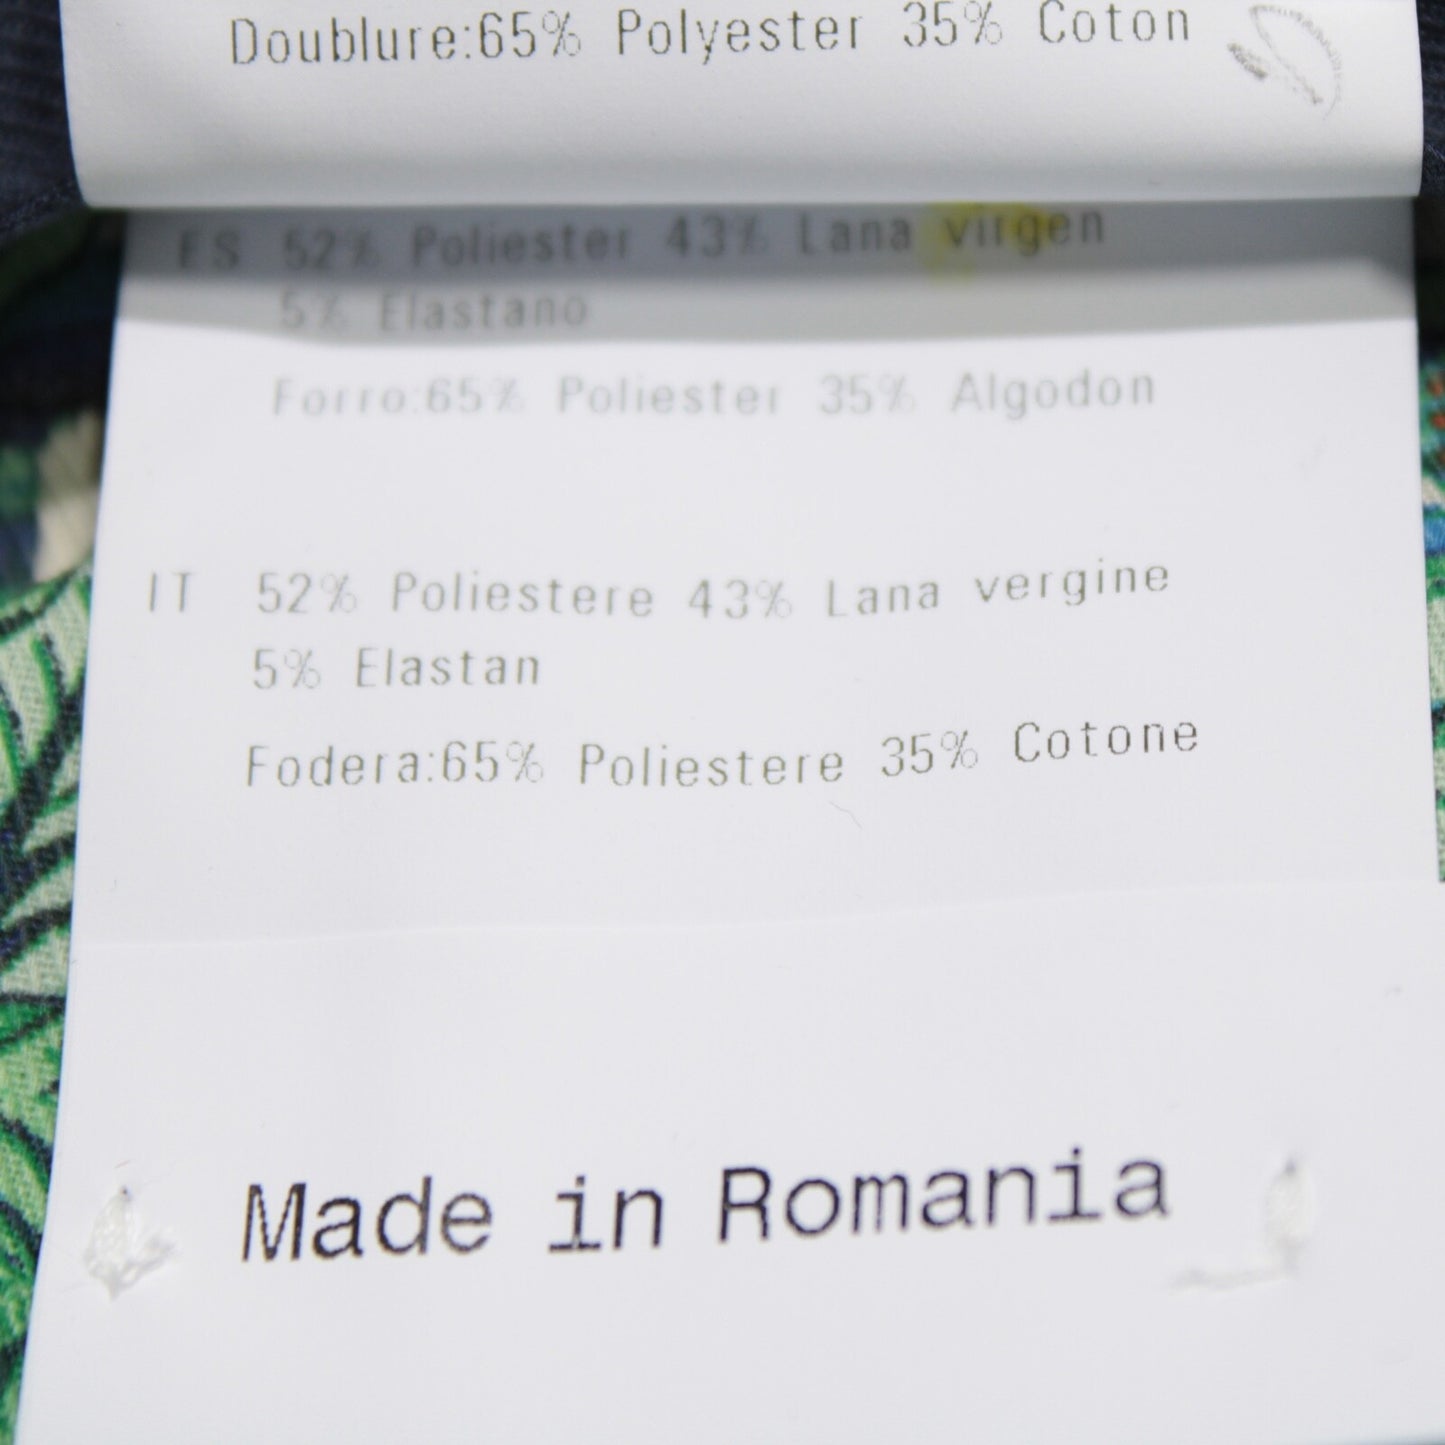 Doublure:65% Polyester 35% Coton
ES 52% Poliester 43% Lana virgen
5% Elastano
Forro:65% Poliester 35% Algodon
IT 52% Poliestere 43% Lana vergine
5% Elastan
Fodera:65% Poliestere 35% Cotone
Made in Romania